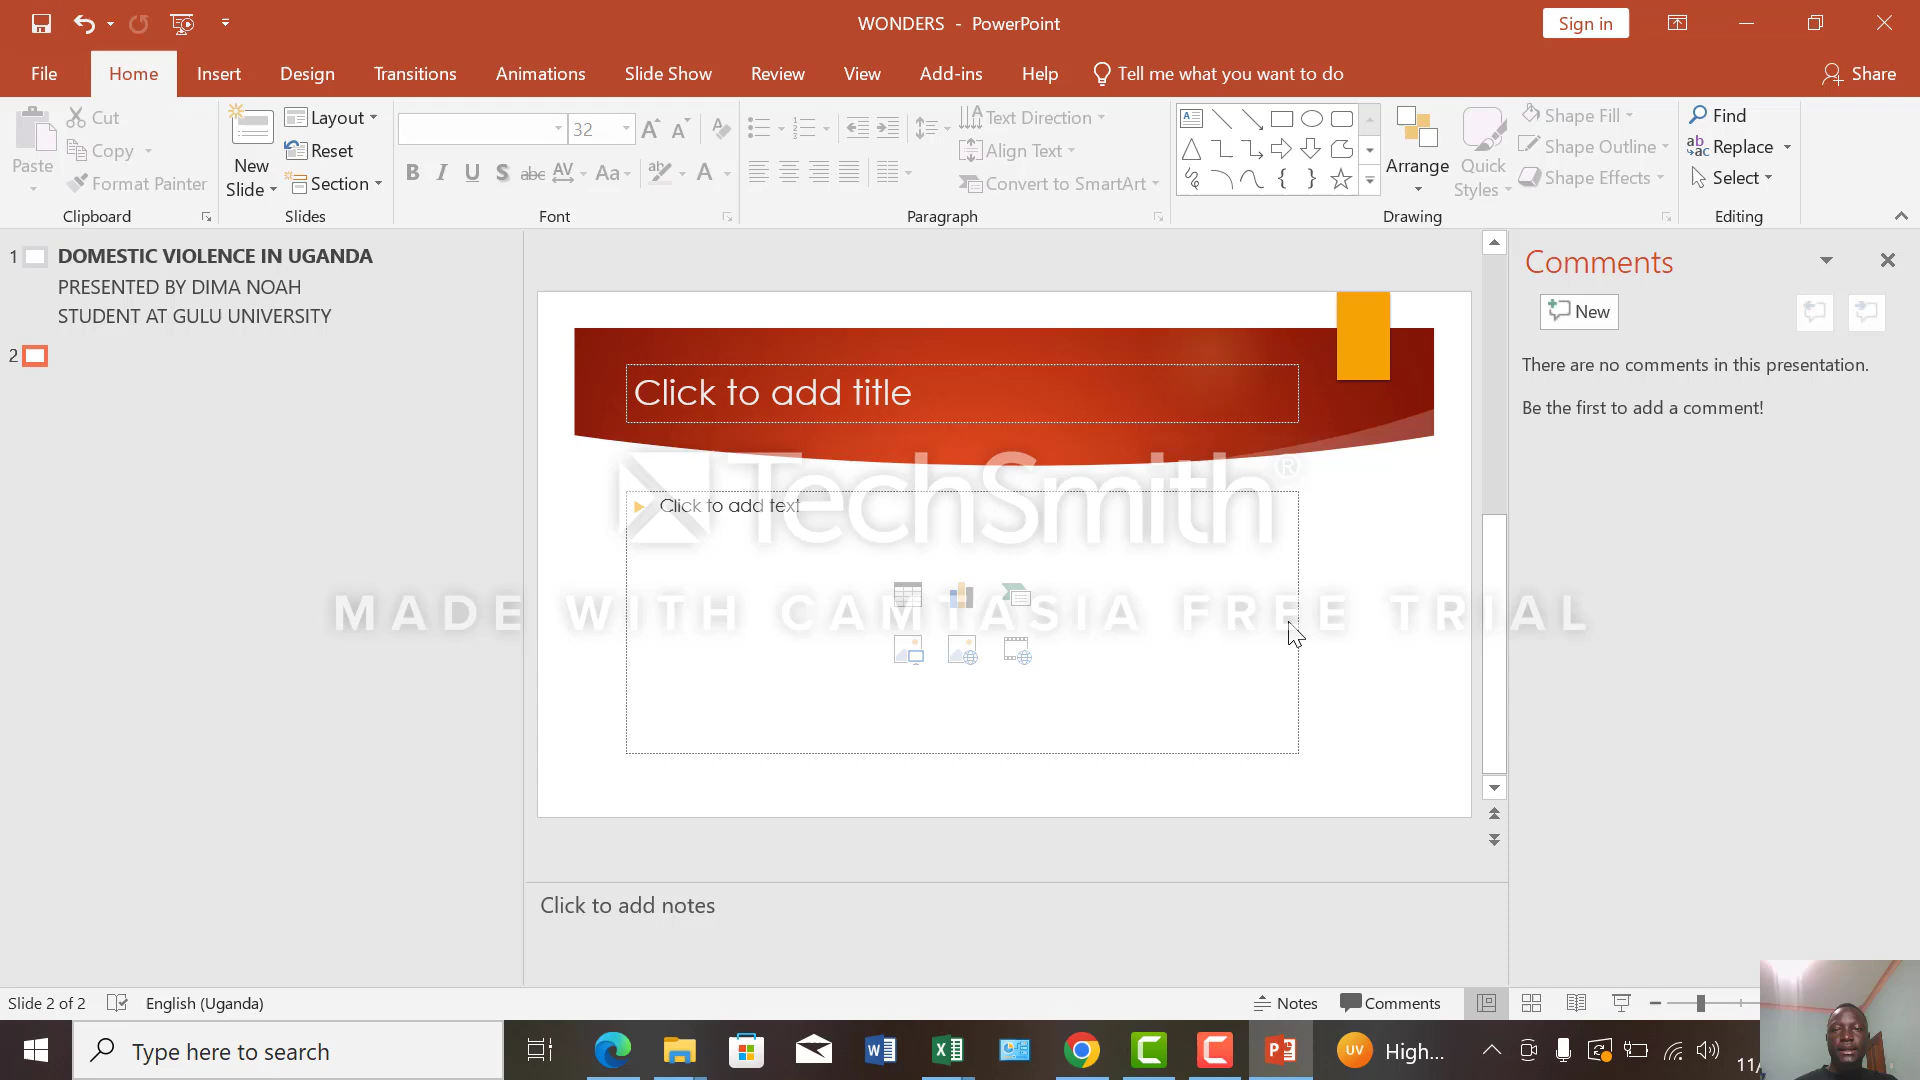 WONDERS - PowerPoint
Sign in
File Home Insert Design Transitions Animations Slide Show Review View Add-ins Help Tell me what you want to do Share
Paste
Cut
Copy
Format Painter
Clipboard
New Slide
Layout
Reset
Section
Slides
32
B I U S abc AV Aa A
Font
Text Direction
Align Text
Convert to SmartArt
Paragraph
Arrange
Quick Styles
Shape Fill
Shape Outline
Shape Effects
Drawing
Find
Replace
Select
Editing
1 DOMESTIC VIOLENCE IN UGANDA
PRESENTED BY DIMA NOAH
STUDENT AT GULU UNIVERSITY
2
Click to add title
Click to add text
TechSmith®
MADE WITH CAMTASIA FREE TRIAL
Click to add notes
Comments
New
There are no comments in this presentation.
Be the first to add a comment!
Slide 2 of 2 English (Uganda) Notes Comments
Type here to search
UV High...
11/